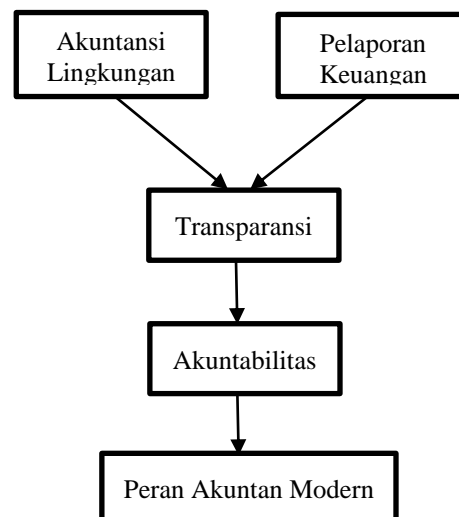 Akuntansi
Lingkungan
Pelaporan
Keuangan
Transparansi
Akuntabilitas
Peran Akuntan Modern